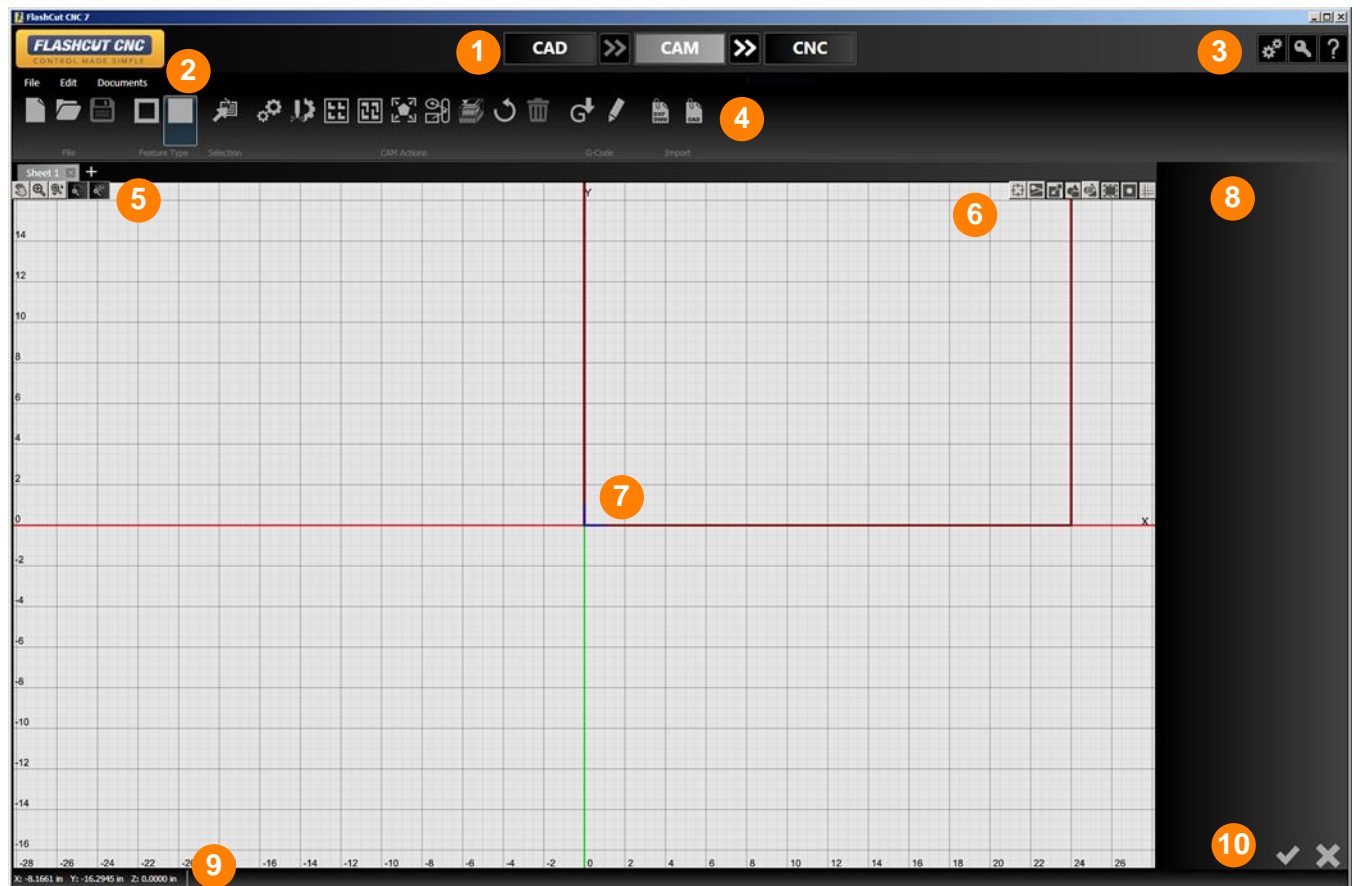 FlashCut CNC 7
FLASHCUT CNC
CONTROL MADE SIMPLE
1
CAD
CAM
CNC
3
?
2
File Edit Documents
DXF
DWG
CAD
4
File Feature Type Selection CAM Actions G-Code Import
Sheet 1
5
6
8
Y
14
12
10
8
6
4
2
7
0
X
-2
-4
-6
-8
-10
-12
-14
-16
-28 -26 -24 -22 -20 -16 -14 -12 -10 -8 -6 -4 -2 0 2 4 6 8 10 12 14 16 18 20 22 24 26
9
10
X: -8.1661 in Y: -16.2945 in Z: 0.0000 in